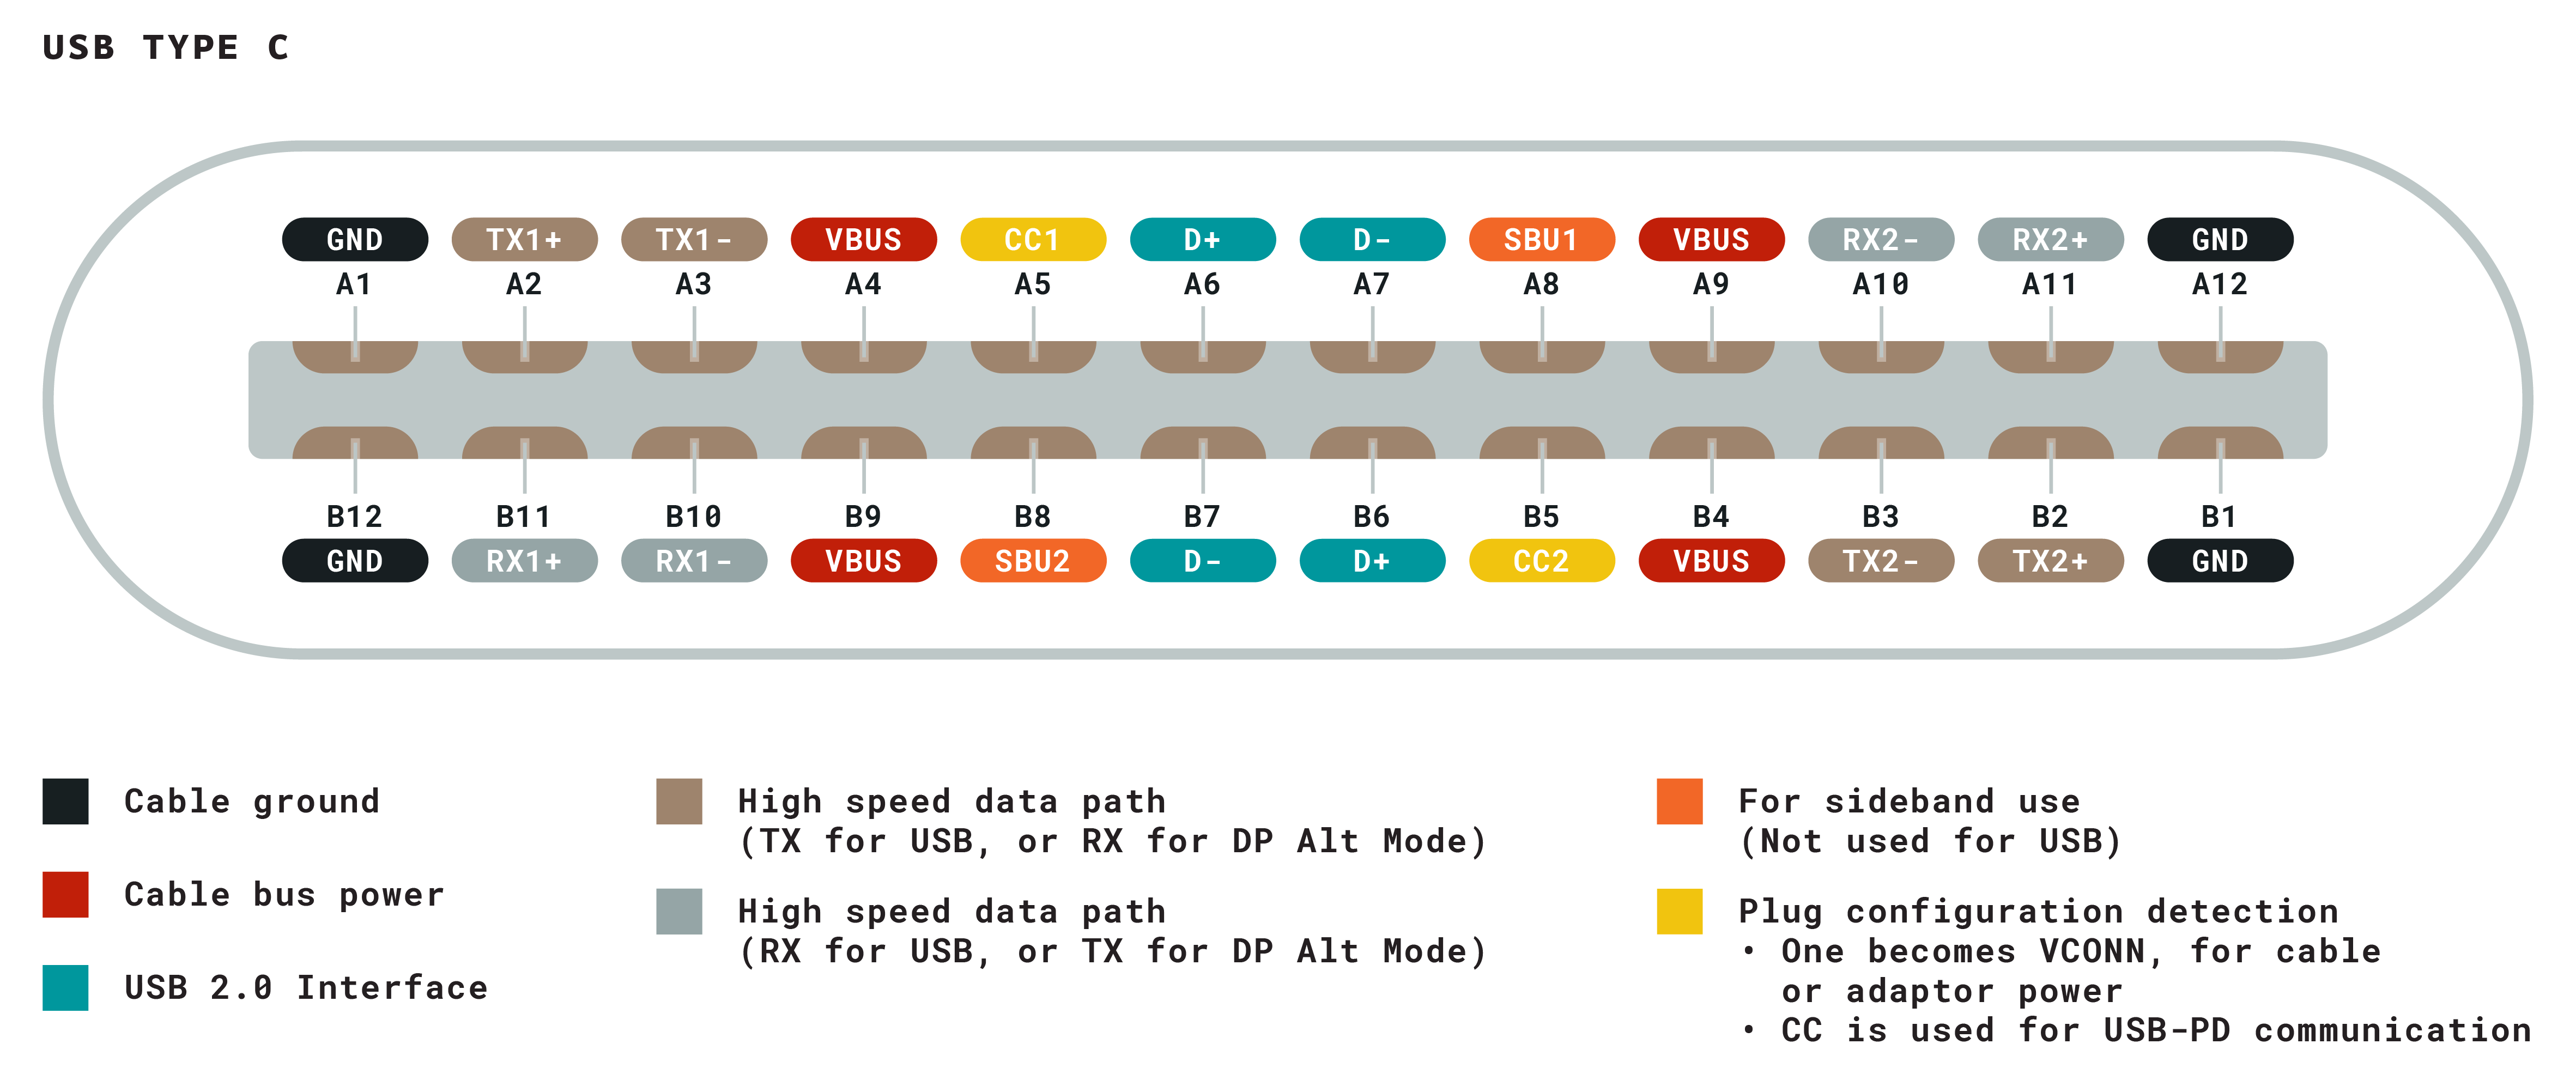 USB TYPE C
GND TX1+ TX1- VBUS CC1 D+ D- SBU1 VBUS RX2- RX2+ GND
A1 A2 A3 A4 A5 A6 A7 A8 A9 A10 A11 A12
B12 B11 B10 B9 B8 B7 B6 B5 B4 B3 B2 B1
GND RX1+ RX1- VBUS SBU2 D- D+ CC2 VBUS TX2- TX2+ GND
Cable ground
Cable bus power
USB 2.0 Interface
High speed data path
(TX for USB, or RX for DP Alt Mode)
High speed data path
(RX for USB, or TX for DP Alt Mode)
For sideband use
(Not used for USB)
Plug configuration detection
• One becomes VCONN, for cable
or adaptor power
• CC is used for USB-PD communication